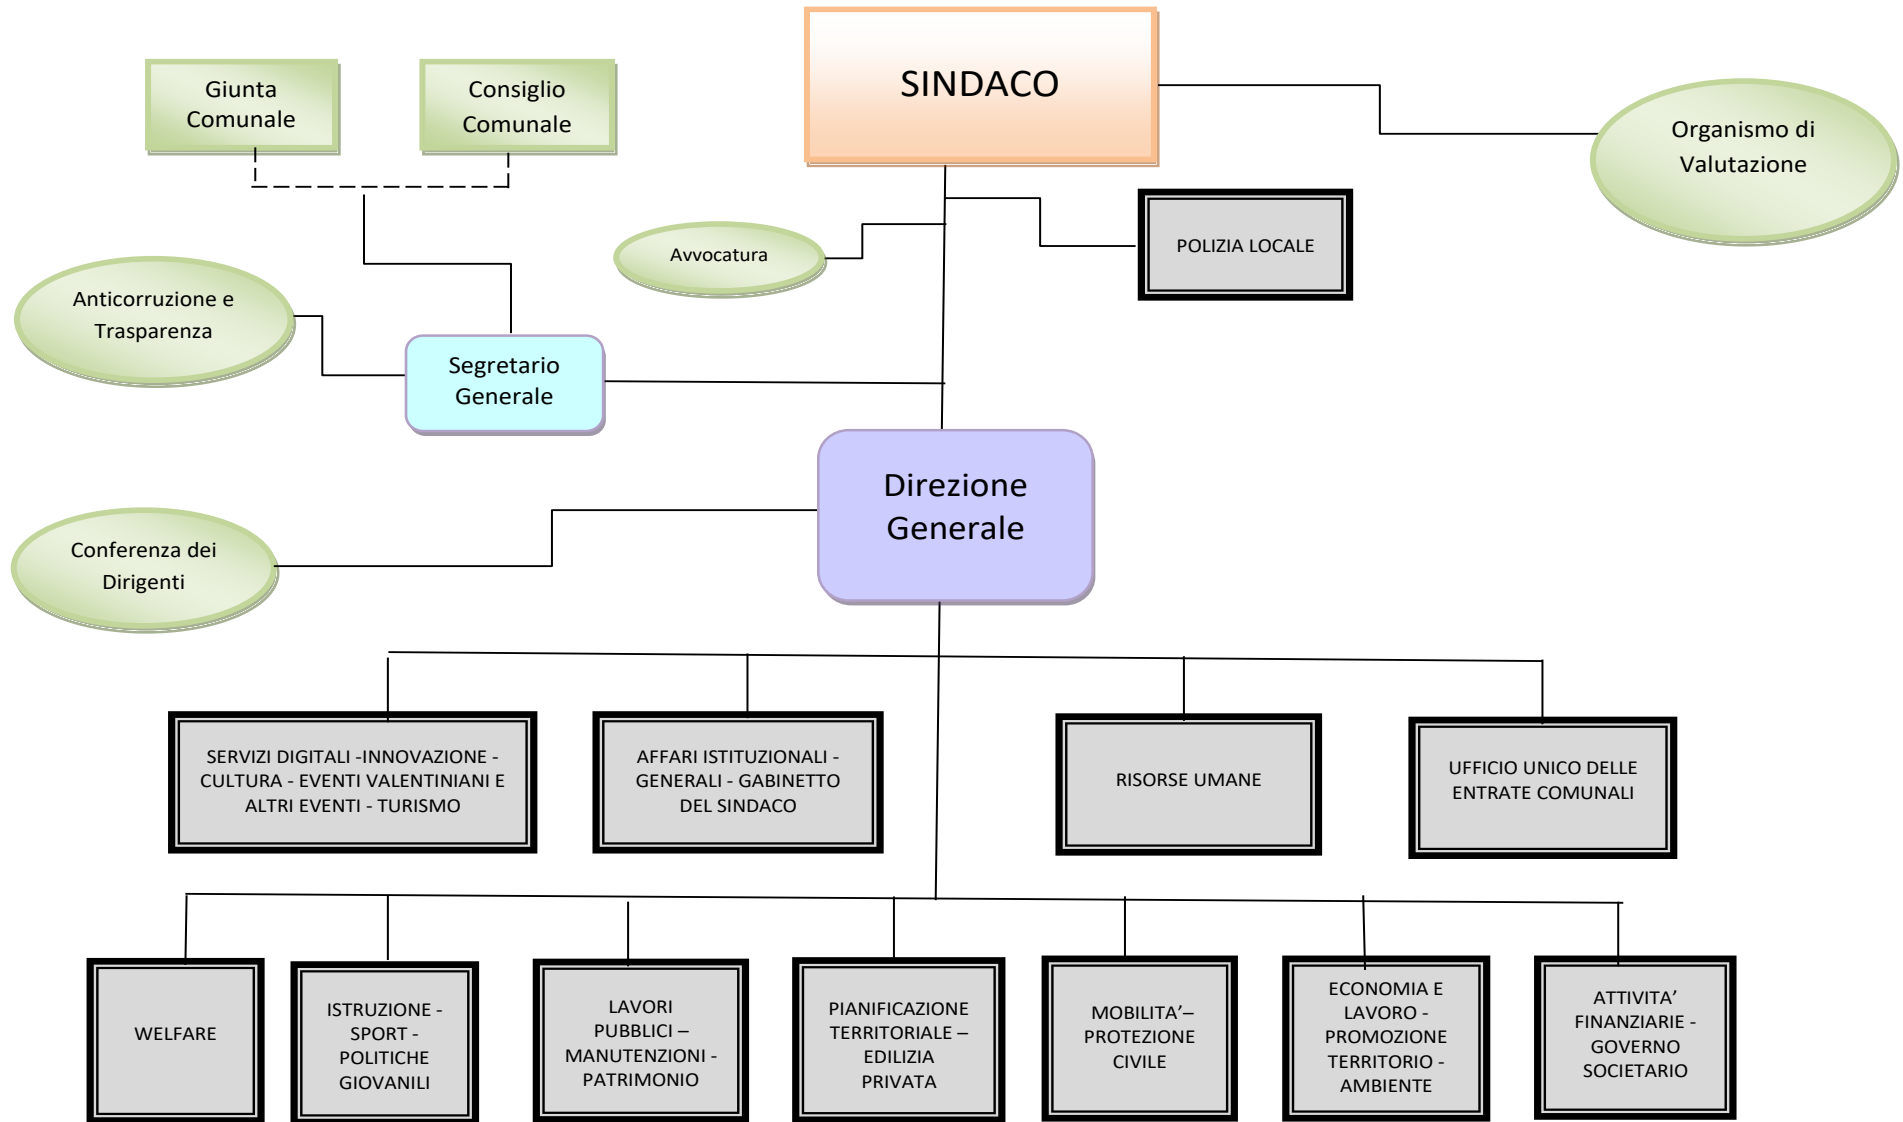 SINDACO
Giunta
Comunale
Consiglio
Comunale
Organismo di
Valutazione
POLIZIA LOCALE
Avvocatura
Anticorruzione e
Trasparenza
Segretario
Generale
Direzione
Generale
Conferenza dei
Dirigenti
SERVIZI DIGITALI -INNOVAZIONE -
CULTURA - EVENTI VALENTINIANI E
ALTRI EVENTI - TURISMO
AFFARI ISTITUZIONALI -
GENERALI - GABINETTO
DEL SINDACO
RISORSE UMANE
UFFICIO UNICO DELLE
ENTRATE COMUNALI
WELFARE
ISTRUZIONE -
SPORT -
POLITICHE
GIOVANILI
LAVORI
PUBBLICI –
MANUTENZIONI -
PATRIMONIO
PIANIFICAZIONE
TERRITORIALE –
EDILIZIA
PRIVATA
MOBILITA’–
PROTEZIONE
CIVILE
ECONOMIA E
LAVORO -
PROMOZIONE
TERRITORIO -
AMBIENTE
ATTIVITA’
FINANZIARIE -
GOVERNO
SOCIETARIO